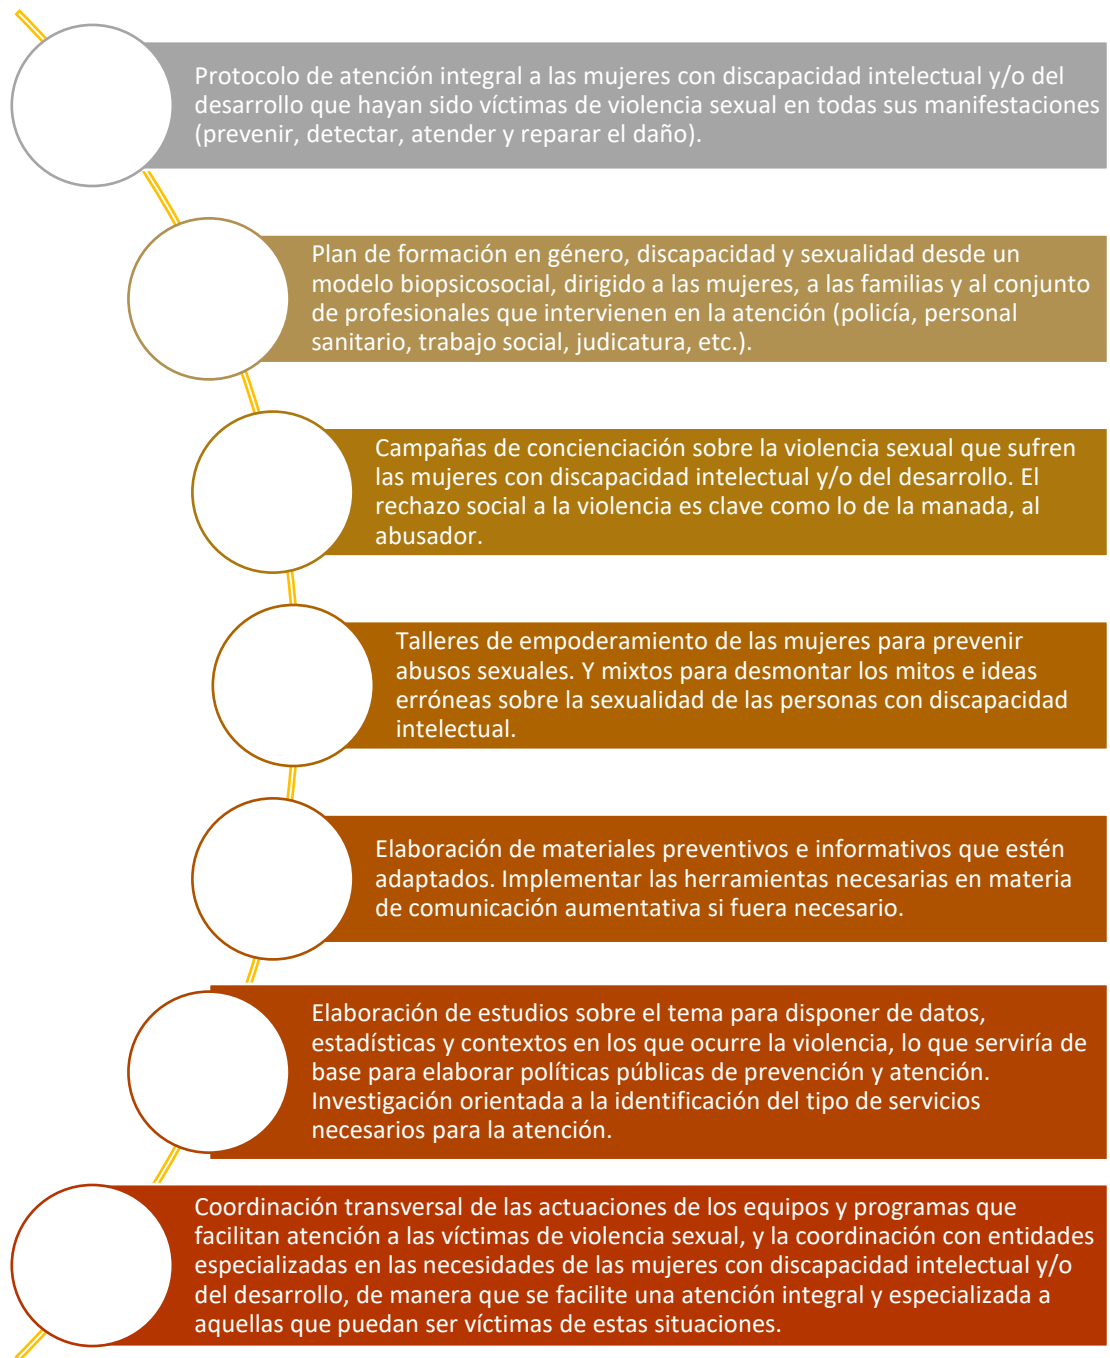 Protocolo de atención integral a las mujeres con discapacidad intelectual y/o del
desarrollo que hayan sido víctimas de violencia sexual en todas sus manifestaciones
(prevenir, detectar, atender y reparar el daño).
Plan de formación en género, discapacidad y sexualidad desde un
modelo biopsicosocial, dirigido a las mujeres, a las familias y al conjunto
de profesionales que intervienen en la atención (policía, personal
sanitario, trabajo social, judicatura, etc.).
Campañas de concienciación sobre la violencia sexual que sufren
las mujeres con discapacidad intelectual y/o del desarrollo. El
rechazo social a la violencia es clave como lo de la manada, al
abusador.
Talleres de empoderamiento de las mujeres para prevenir
abusos sexuales. Y mixtos para desmontar los mitos e ideas
erróneas sobre la sexualidad de las personas con discapacidad
intelectual.
Elaboración de materiales preventivos e informativos que estén
adaptados. Implementar las herramientas necesarias en materia
de comunicación aumentativa si fuera necesario.
Elaboración de estudios sobre el tema para disponer de datos,
estadísticas y contextos en los que ocurre la violencia, lo que serviría de
base para elaborar políticas públicas de prevención y atención.
Investigación orientada a la identificación del tipo de servicios
necesarios para la atención.
Coordinación transversal de las actuaciones de los equipos y programas que
facilitan atención a las víctimas de violencia sexual, y la coordinación con entidades
especializadas en las necesidades de las mujeres con discapacidad intelectual y/o
del desarrollo, de manera que se facilite una atención integral y especializada a
aquellas que puedan ser víctimas de estas situaciones.